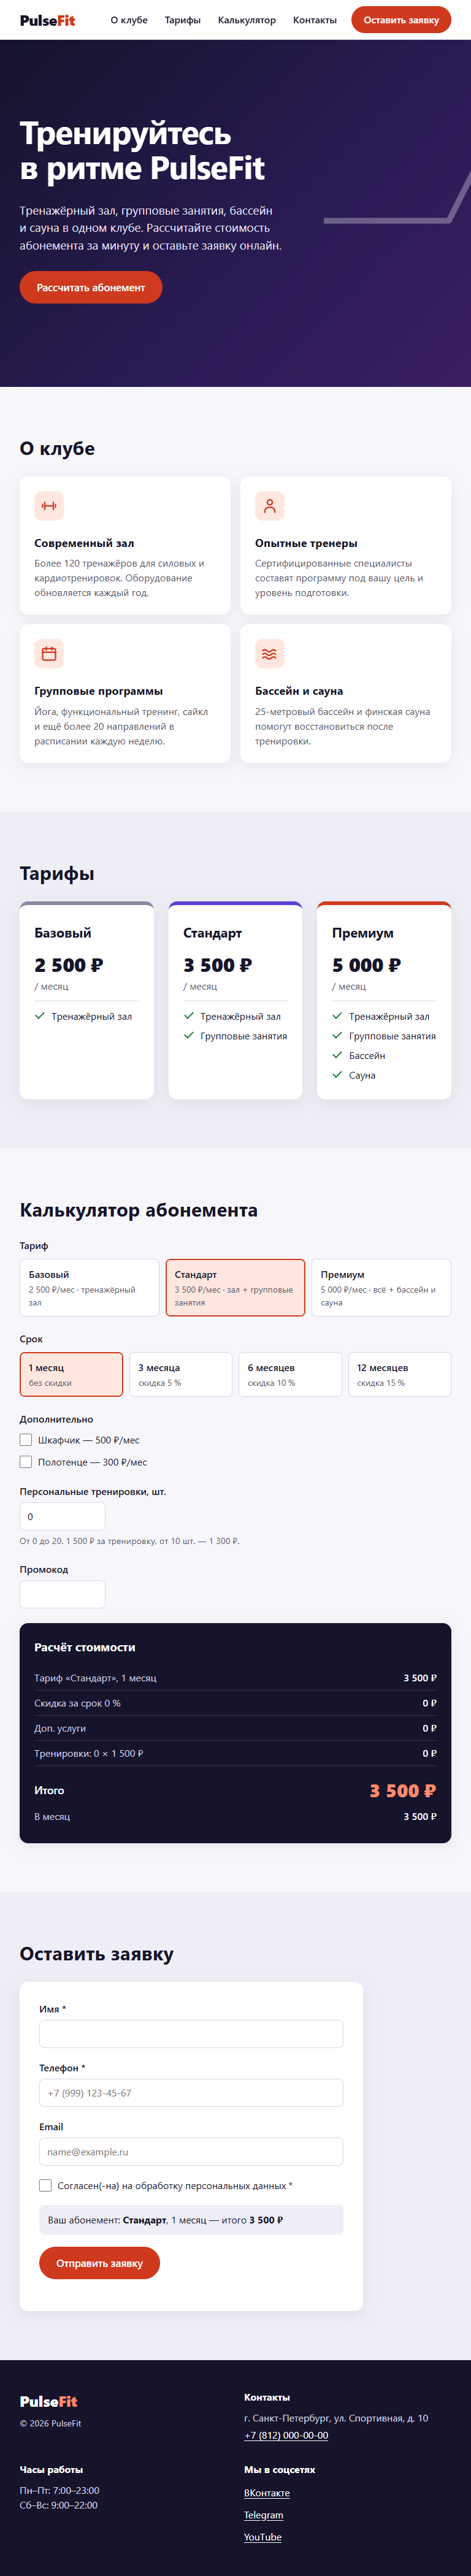 PulseFit
О клубе
Тарифы
Калькулятор
Контакты
Оставить заявку
Тренируйтесь
в ритме PulseFit
Тренажёрный зал, групповые занятия, бассейн
и сауна в одном клубе. Рассчитайте стоимость
абонемента за минуту и оставьте заявку онлайн.
Рассчитать абонемент
О клубе
Современный зал
Более 120 тренажёров для силовых и
кардиотренировок. Оборудование
обновляется каждый год.
Опытные тренеры
Сертифицированные специалисты
составят программу под вашу цель и
уровень подготовки.
Групповые программы
Йога, функциональный тренинг, сайкл
и ещё более 20 направлений в
расписании каждую неделю.
Бассейн и сауна
25-метровый бассейн и финская сауна
помогут восстановиться после
тренировки.
Тарифы
Базовый
2 500 ₽
/ месяц
Тренажёрный зал
Стандарт
3 500 ₽
/ месяц
Тренажёрный зал
Групповые занятия
Премиум
5 000 ₽
/ месяц
Тренажёрный зал
Групповые занятия
Бассейн
Сауна
Калькулятор абонемента
Тариф
Базовый
2 500 ₽/мес · тренажёрный
зал
Стандарт
3 500 ₽/мес · зал + групповые
занятия
Премиум
5 000 ₽/мес · всё + бассейн и
сауна
Срок
1 месяц
без скидки
3 месяца
скидка 5 %
6 месяцев
скидка 10 %
12 месяцев
скидка 15 %
Дополнительно
Шкафчик — 500 ₽/мес
Полотенце — 300 ₽/мес
Персональные тренировки, шт.
0
От 0 до 20. 1 500 ₽ за тренировку, от 10 шт. — 1 300 ₽.
Промокод
Расчёт стоимости
Тариф «Стандарт», 1 месяц 3 500 ₽
Скидка за срок 0 % 0 ₽
Доп. услуги 0 ₽
Тренировки: 0 × 1 500 ₽ 0 ₽
Итого 3 500 ₽
В месяц 3 500 ₽
Оставить заявку
Имя *
Телефон *
+7 (999) 123-45-67
Email
name@example.ru
Согласен(-на) на обработку персональных данных *
Ваш абонемент: Стандарт, 1 месяц — итого 3 500 ₽
Отправить заявку
PulseFit
© 2026 PulseFit
Контакты
г. Санкт-Петербург, ул. Спортивная, д. 10
+7 (812) 000-00-00
Часы работы
Пн–Пт: 7:00–23:00
Сб–Вс: 9:00–22:00
Мы в соцсетях
ВКонтакте
Telegram
YouTube